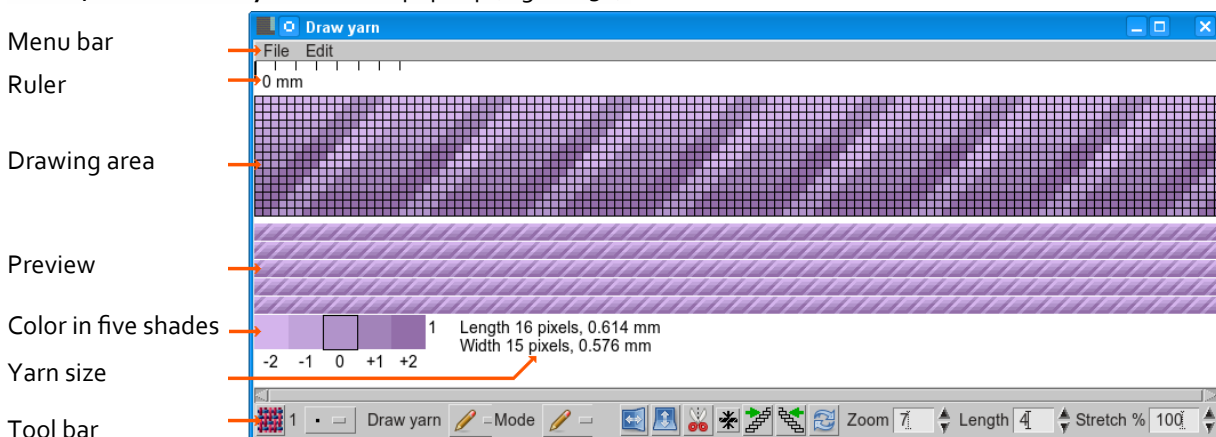 Draw yarn
Menu bar
File Edit
Ruler
0 mm
Drawing area
Preview
Color in five shades
1
Length 16 pixels, 0.614 mm
Width 15 pixels, 0.576 mm
-2 -1 0 +1 +2
Yarn size
Tool bar
1 Draw yarn Mode Zoom 7 Length 4 Stretch % 100